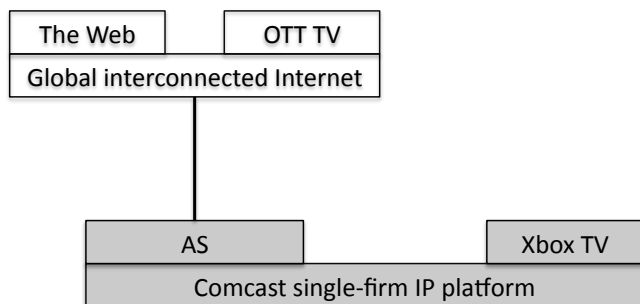 The Web
OTT TV
Global interconnected Internet
AS
Xbox TV
Comcast single-firm IP platform